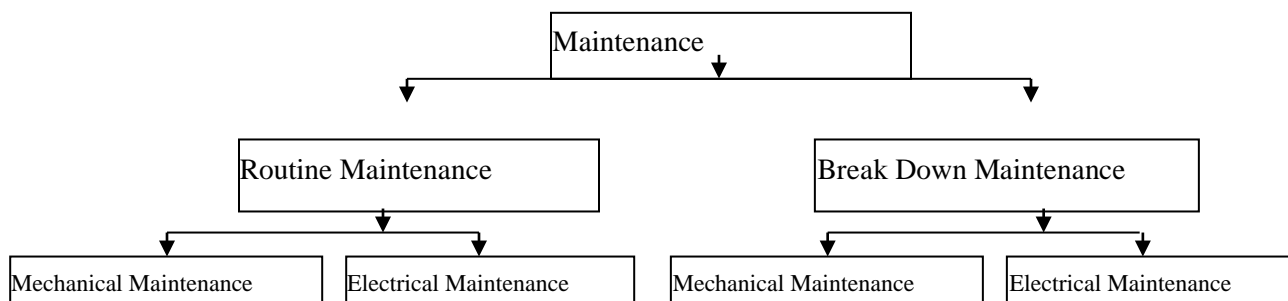 Maintenance
Routine Maintenance
Break Down Maintenance
Mechanical Maintenance
Electrical Maintenance
Mechanical Maintenance
Electrical Maintenance